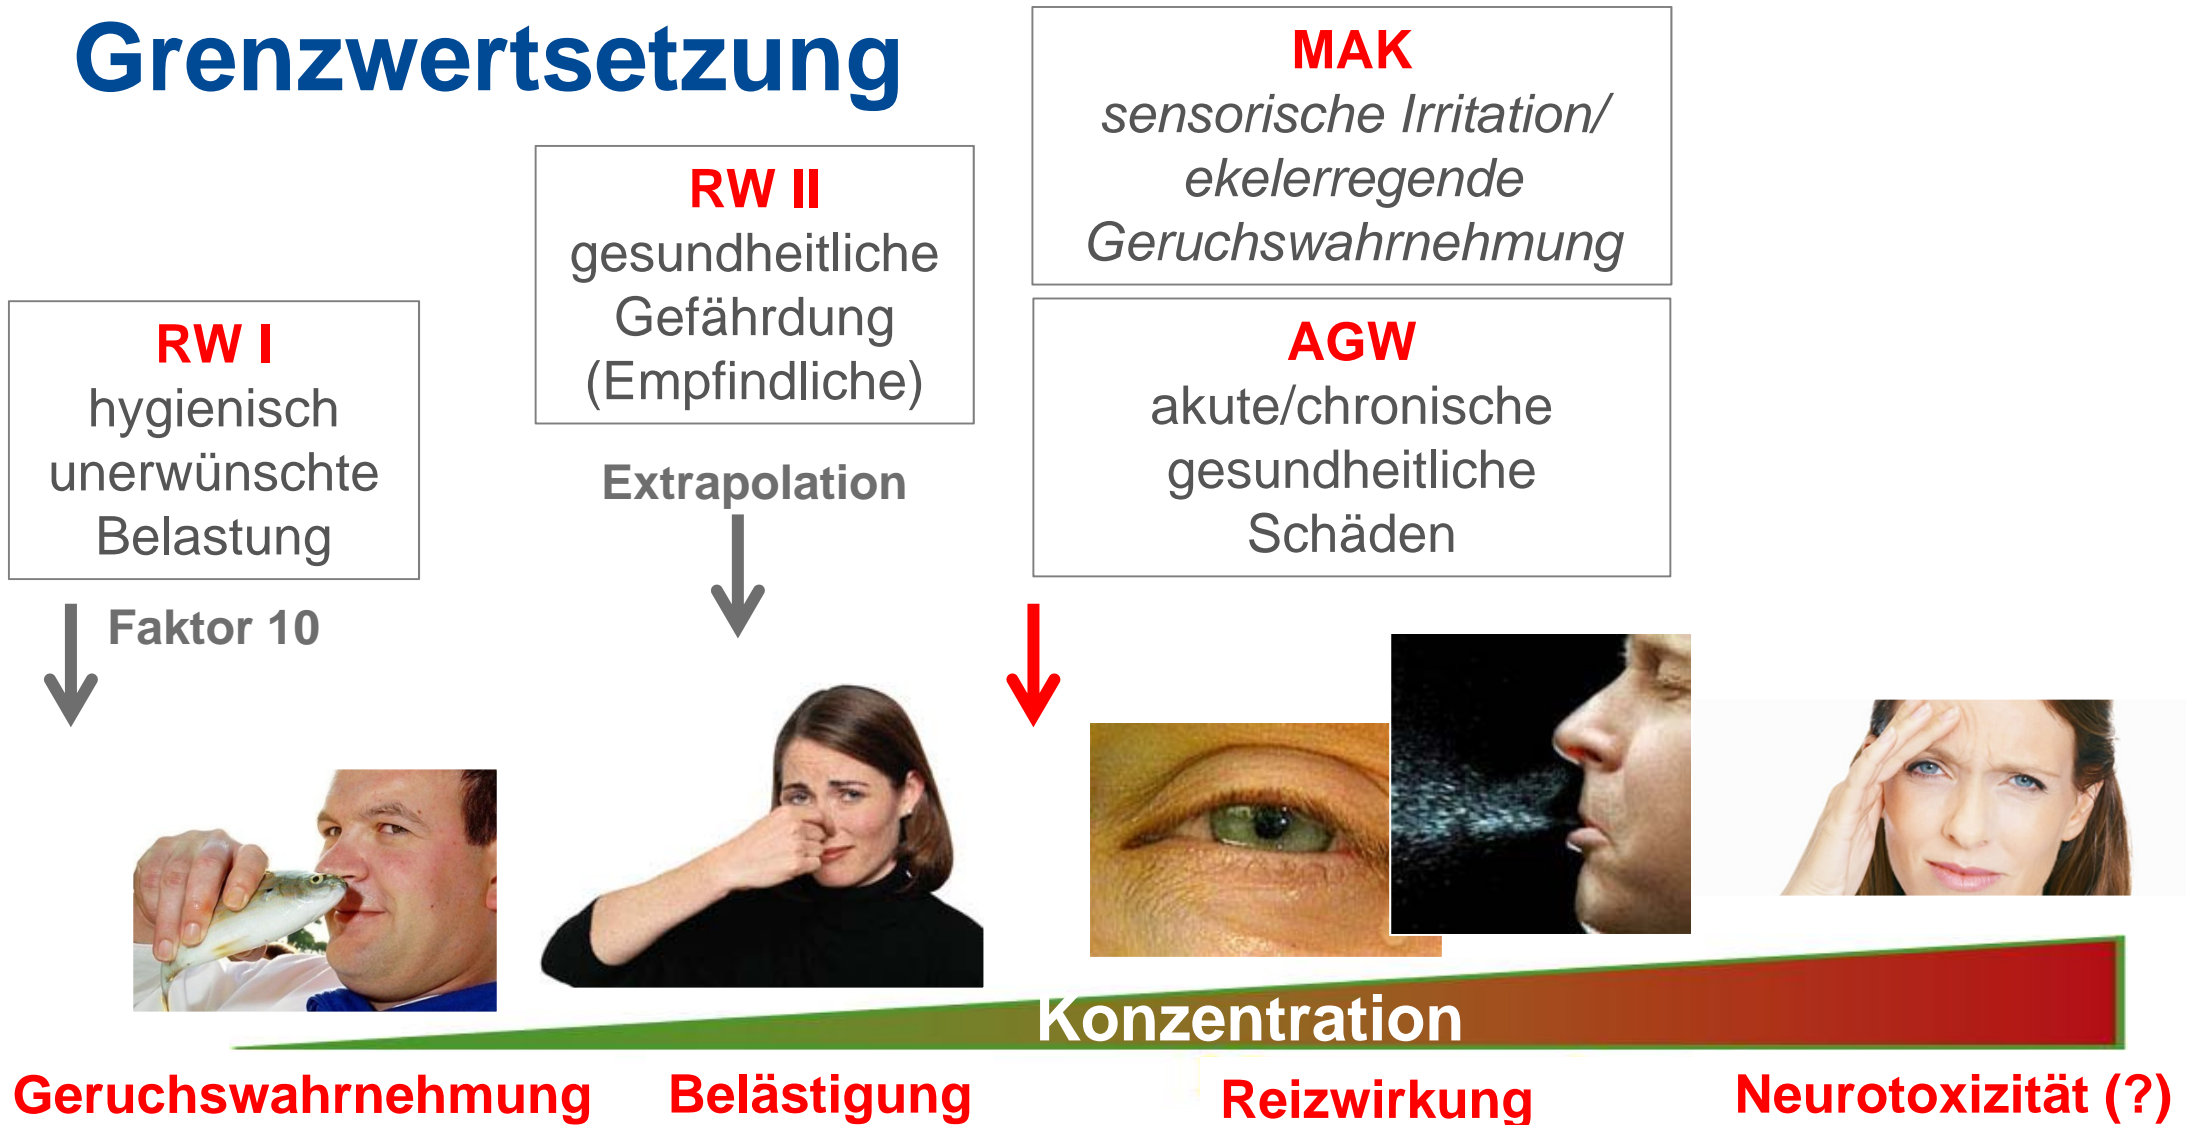 Grenzwertsetzung
MAK
sensorische Irritation/
ekelerregende
Geruchswahrnehmung
RW II
gesundheitliche
Gefährdung
(Empfindliche)
RW I
hygienisch
unerwünschte
Belastung
AGW
akute/chronische
gesundheitliche
Schäden
Extrapolation
Faktor 10
Konzentration
Geruchswahrnehmung
Belästigung
Reizwirkung
Neurotoxizität (?)